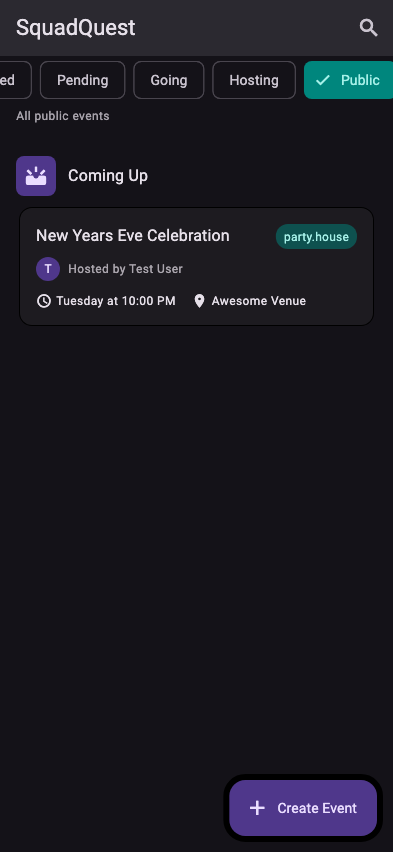 SquadQuest
ed Pending Going Hosting Public
All public events
Coming Up
New Years Eve Celebration party.house
T Hosted by Test User
Tuesday at 10:00 PM Awesome Venue
Create Event